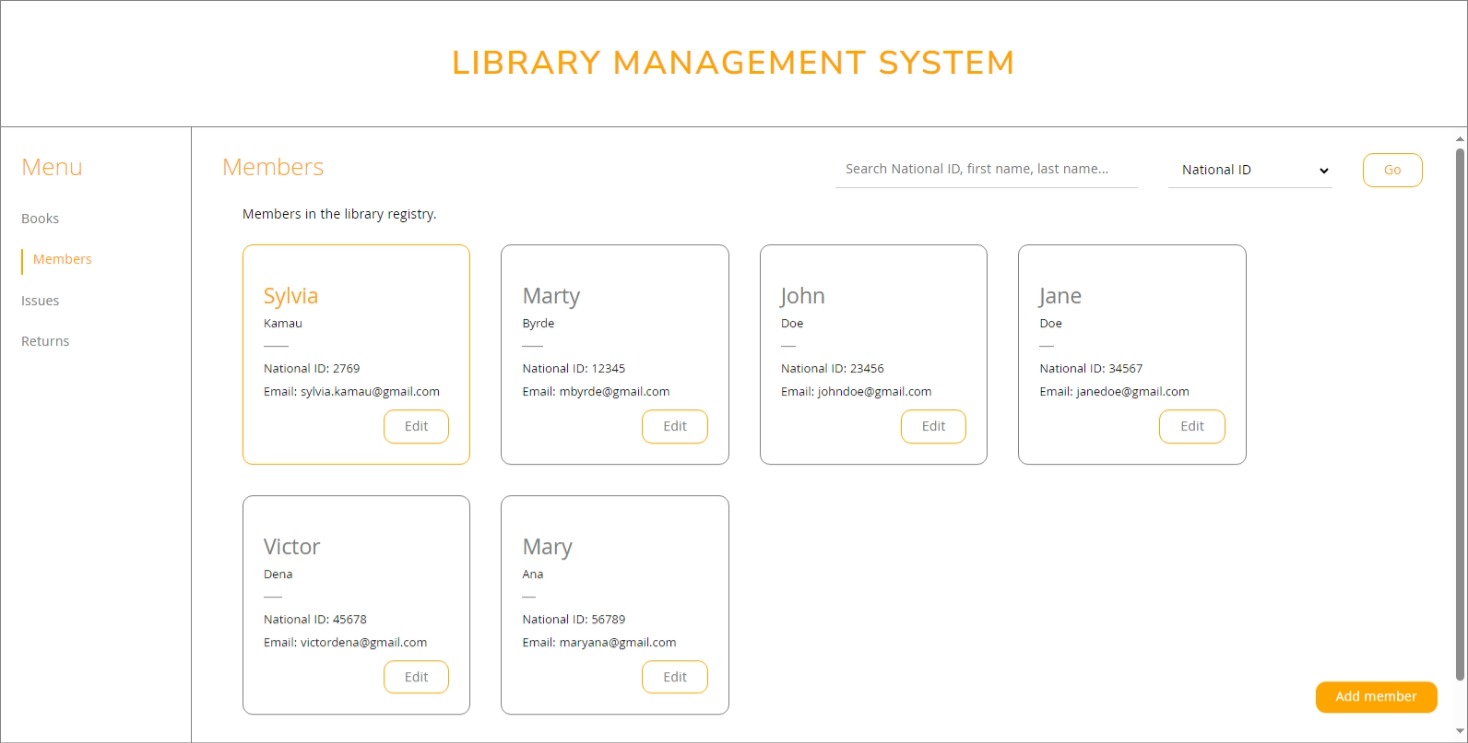 LIBRARY MANAGEMENT SYSTEM
Menu
Books
Members
Issues
Returns
Members
Search National ID, first name, last name...
National ID
Go
Members in the library registry.
Sylvia
Kamau
National ID: 2769
Email: sylvia.kamau@gmail.com
Edit
Marty
Byrde
National ID: 12345
Email: mbyrde@gmail.com
Edit
John
Doe
National ID: 23456
Email: johndoe@gmail.com
Edit
Jane
Doe
National ID: 34567
Email: janedoe@gmail.com
Edit
Victor
Dena
National ID: 45678
Email: victordena@gmail.com
Edit
Mary
Ana
National ID: 56789
Email: maryana@gmail.com
Edit
Add member